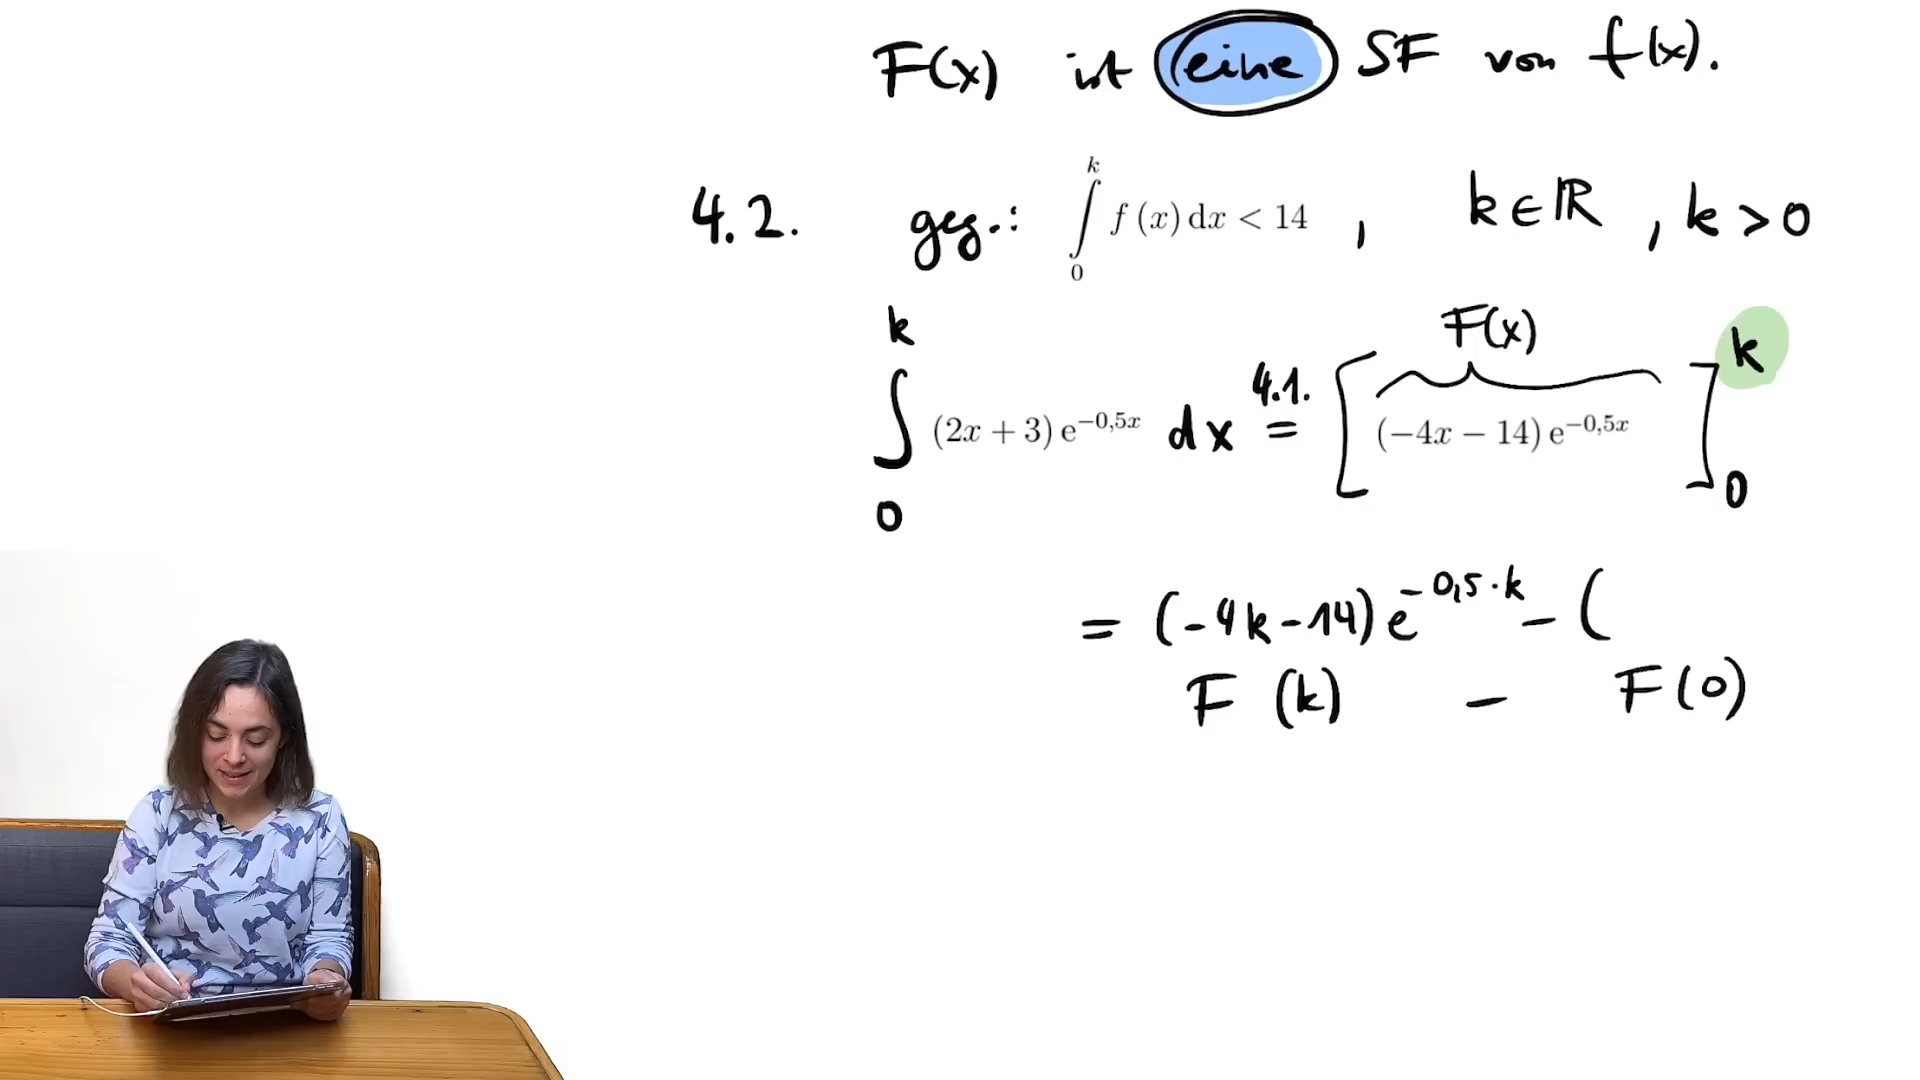 F(x) ist eine SF von f(x).
4.2. geg.: ∫₀ᵏ f (x) dx < 14 , k ∈ ℝ , k > 0
F(x)
∫₀ᵏ (2x + 3) e^{−0,5x} dx 4.1. = [(−4x − 14) e^{−0,5x}]₀ᵏ
= (-4k-14) e^{-0,5·k} - (
F (k) - F(0)